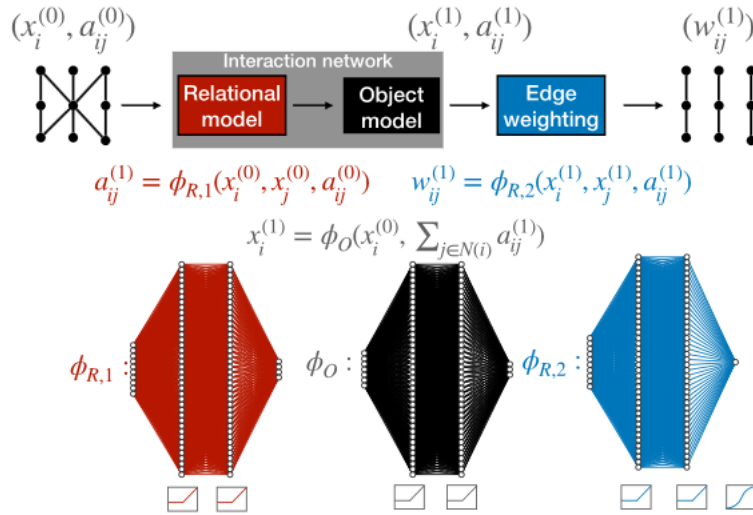 (x_i^{(0)}, a_{ij}^{(0)}) (x_i^{(1)}, a_{ij}^{(1)}) (w_{ij}^{(1)})
Interaction network
Relational model
Object model
Edge weighting
a_{ij}^{(1)} = ϕ_{R,1}(x_i^{(0)}, x_j^{(0)}, a_{ij}^{(0)}) w_{ij}^{(1)} = ϕ_{R,2}(x_i^{(1)}, x_j^{(1)}, a_{ij}^{(1)})
x_i^{(1)} = ϕ_O(x_i^{(0)}, ∑_{j∈N(i)} a_{ij}^{(1)})
ϕ_{R,1} : ϕ_O : ϕ_{R,2} :